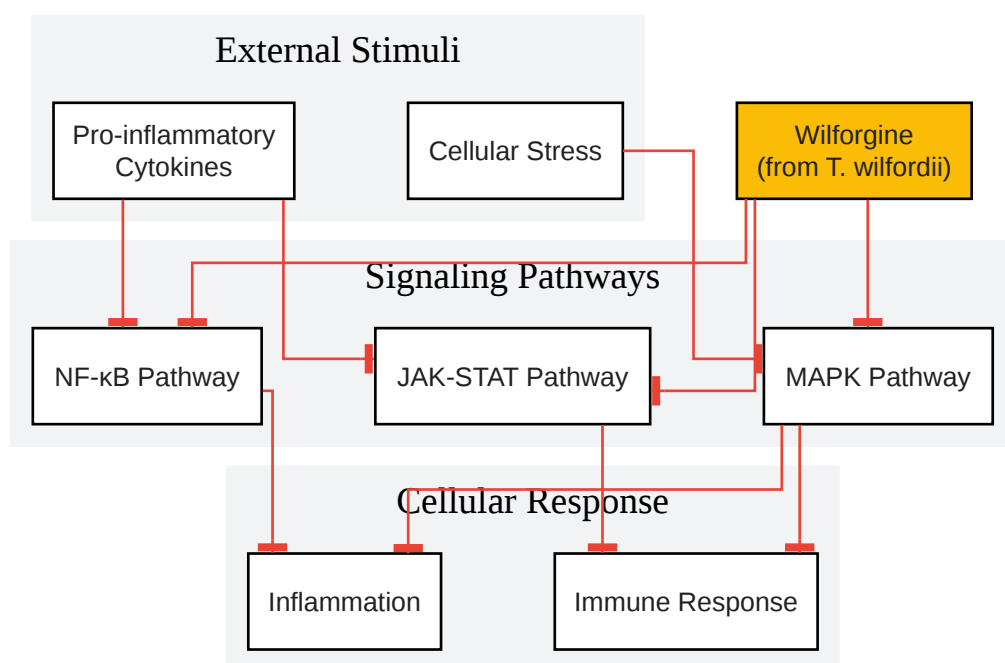 External Stimuli
Pro-inflammatory
Cytokines
Cellular Stress
Wilforgine
(from T. wilfordii)
Signaling Pathways
NF-κB Pathway
JAK-STAT Pathway
MAPK Pathway
Cellular Response
Inflammation
Immune Response